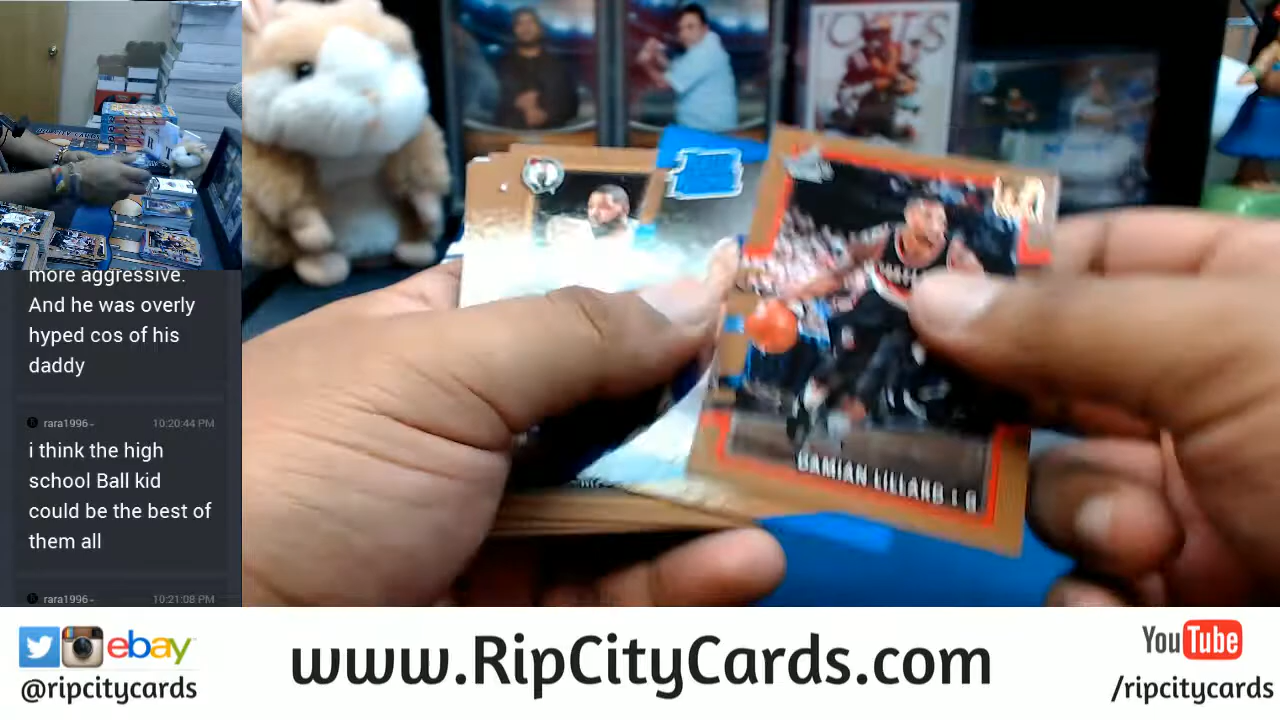 more aggressive.
And he was overly
hyped cos of his
daddy
rara1996 10:20:44 PM
i think the high
school Ball kid
could be the best of
them all
rara1996 10:21:08 PM
DAMIAN LILLARD | G
ebay
@ripcitycards
www.RipCityCards.com
YouTube
/ripcitycards